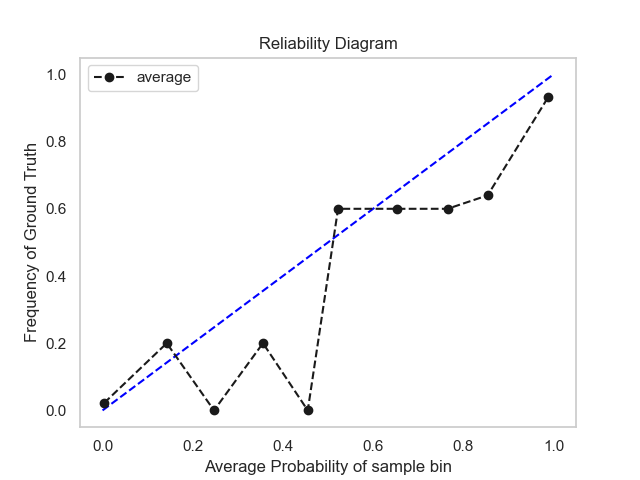 Reliability Diagram
average
Frequency of Ground Truth
1.0
0.8
0.6
0.4
0.2
0.0
0.0 0.2 0.4 0.6 0.8 1.0
Average Probability of sample bin